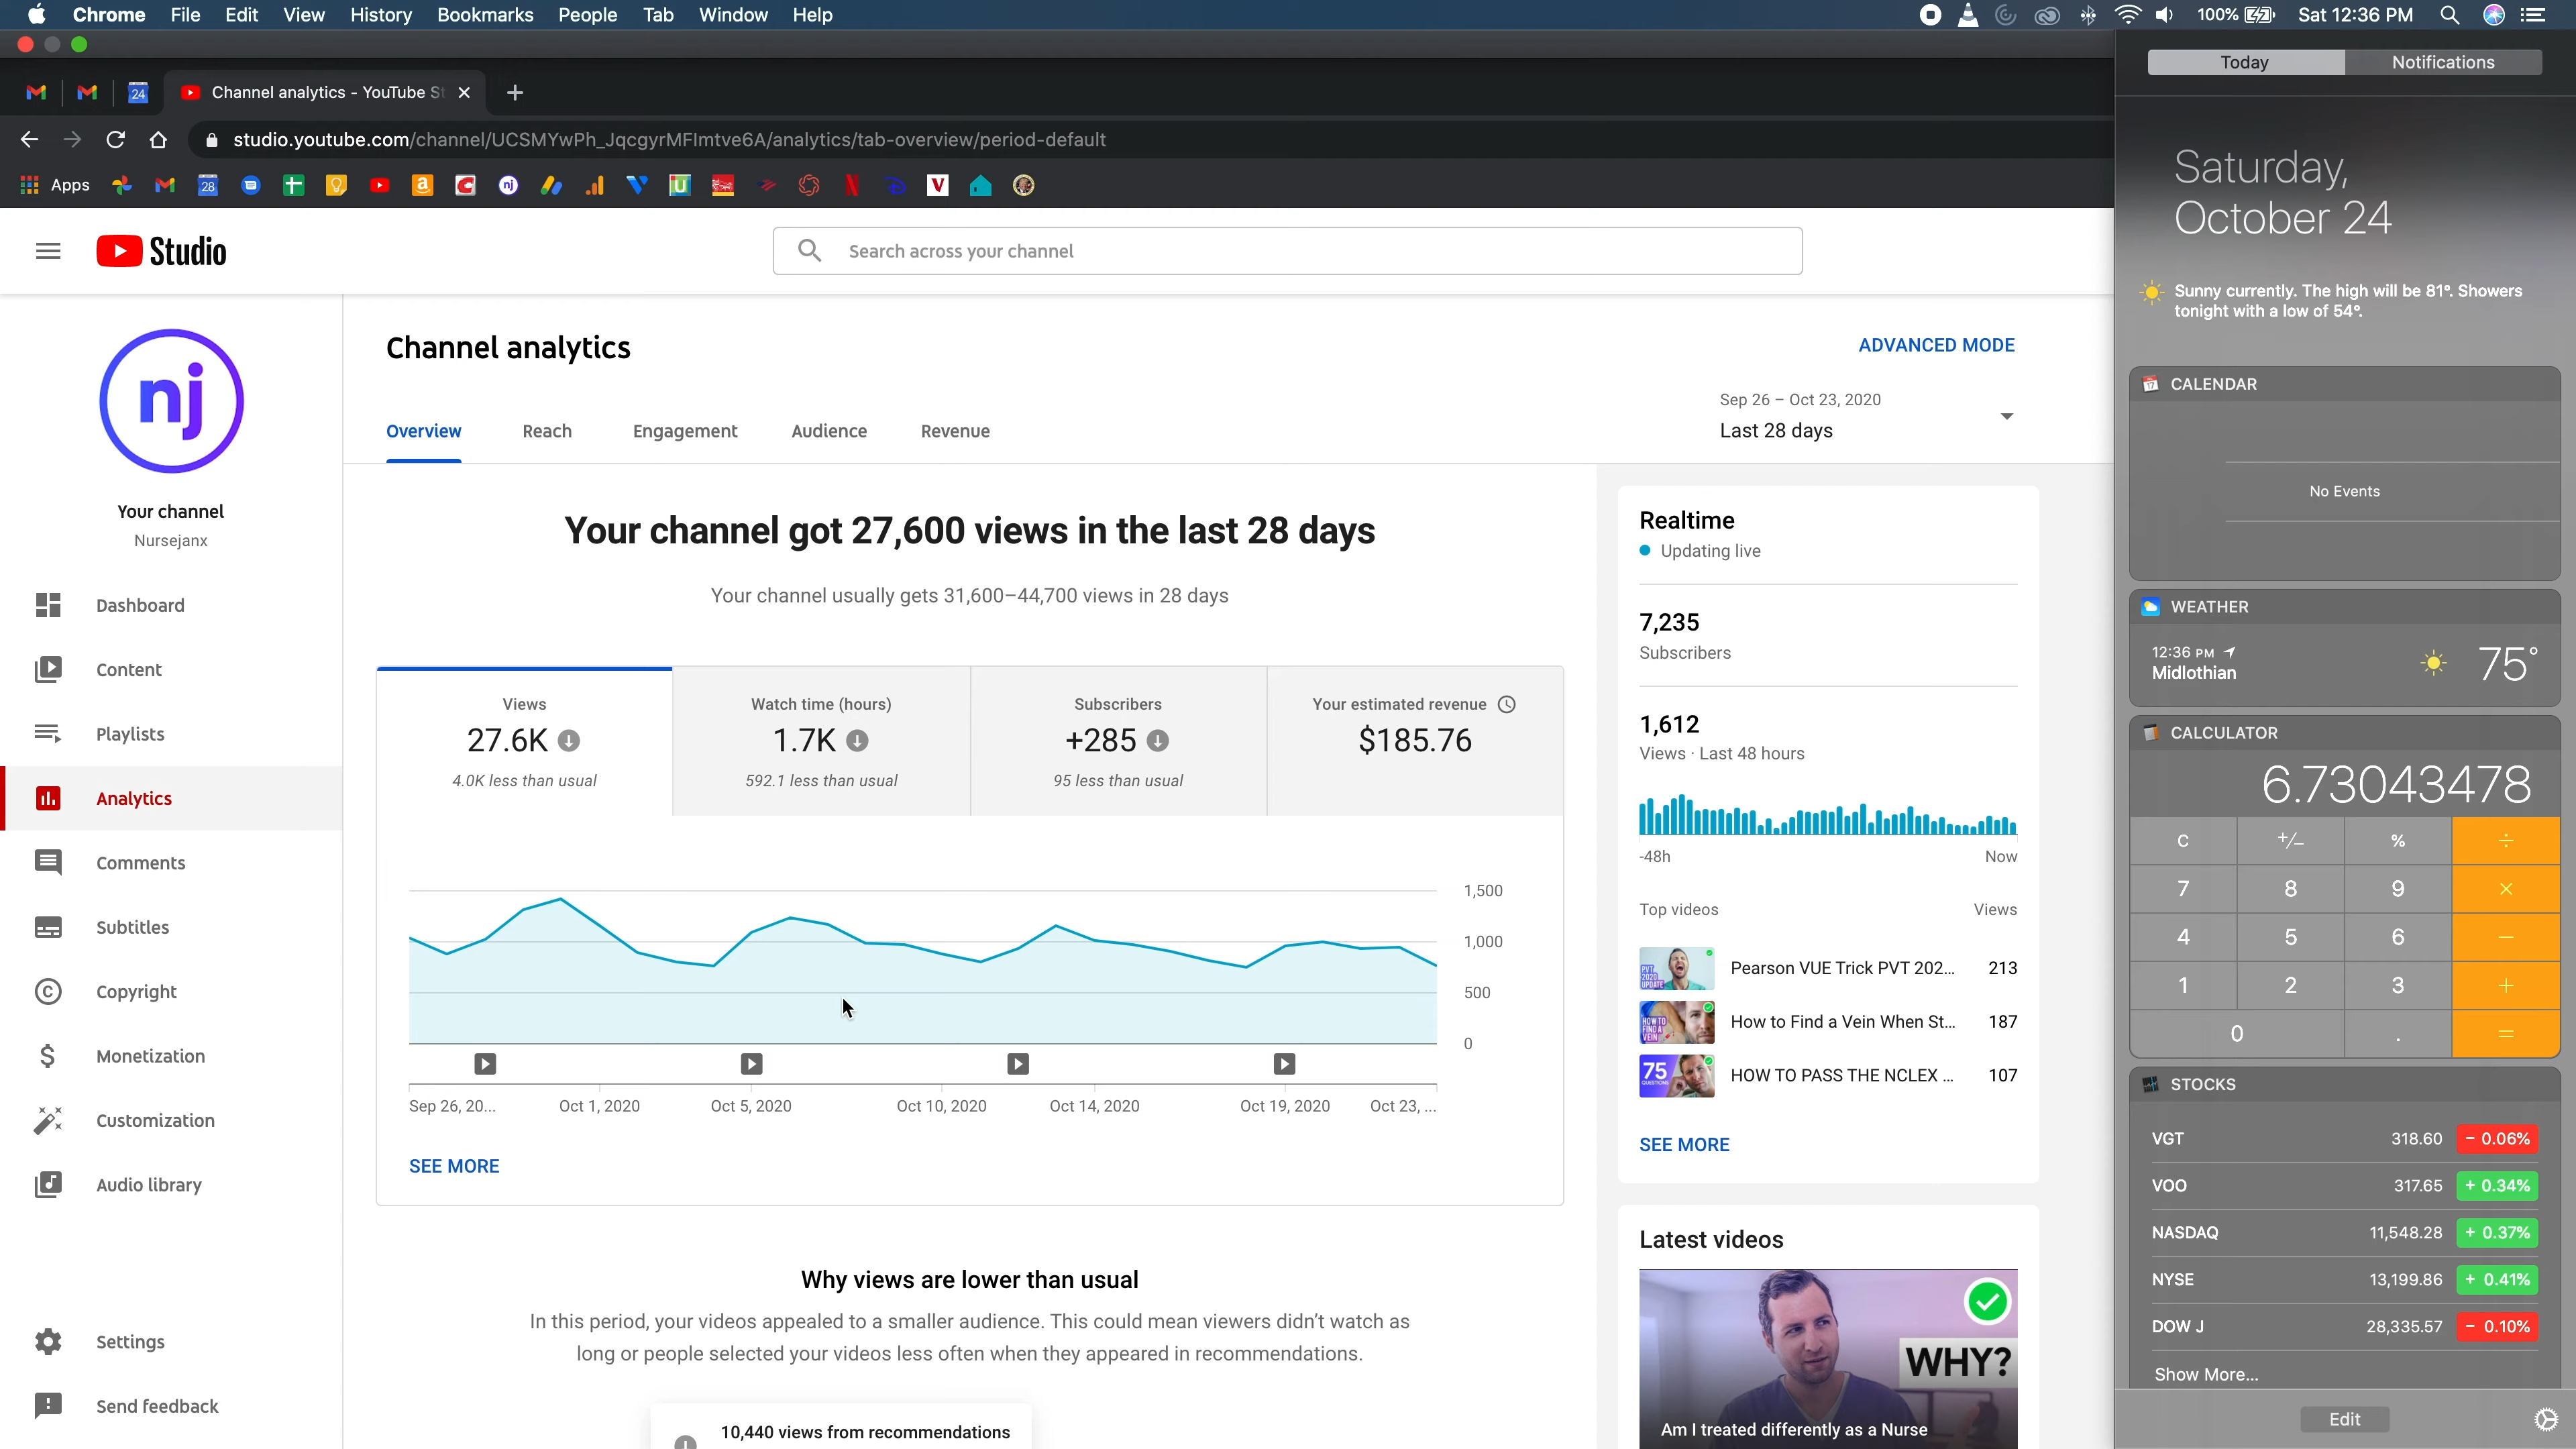 Chrome File Edit View History Bookmarks People Tab Window Help
100% Sat 12:36 PM
24 Channel analytics - YouTube St
studio.youtube.com/channel/UCSMYwPh_JqcgyrMFImtve6A/analytics/tab-overview/period-default
Apps 28 nj
Studio
Search across your channel
nj
Your channel
Nursejanx
Dashboard
Content
Playlists
Analytics
Comments
Subtitles
Copyright
Monetization
Customization
Audio library
Settings
Send feedback
Channel analytics
ADVANCED MODE
Overview Reach Engagement Audience Revenue
Sep 26 – Oct 23, 2020
Last 28 days
Your channel got 27,600 views in the last 28 days
Your channel usually gets 31,600–44,700 views in 28 days
Views
27.6K
4.0K less than usual
Watch time (hours)
1.7K
592.1 less than usual
Subscribers
+285
95 less than usual
Your estimated revenue
$185.76
1,500
1,000
500
0
Sep 26, 20... Oct 1, 2020 Oct 5, 2020 Oct 10, 2020 Oct 14, 2020 Oct 19, 2020 Oct 23, ...
SEE MORE
Why views are lower than usual
In this period, your videos appealed to a smaller audience. This could mean viewers didn't watch as
long or people selected your videos less often when they appeared in recommendations.
10,440 views from recommendations
Realtime
Updating live
7,235
Subscribers
1,612
Views · Last 48 hours
-48h Now
Top videos Views
PVT 2020 UPDATE
Pearson VUE Trick PVT 202... 213
HOW TO FIND A VEIN
How to Find a Vein When St... 187
75 QUESTIONS
HOW TO PASS THE NCLEX ... 107
SEE MORE
Latest videos
WHY?
Am I treated differently as a Nurse
Today Notifications
Saturday,
October 24
Sunny currently. The high will be 81°. Showers
tonight with a low of 54°.
CALENDAR
No Events
WEATHER
12:36 PM
Midlothian
75°
CALCULATOR
6.73043478
C +/− % ÷
7 8 9 ×
4 5 6 −
1 2 3 +
0 . =
STOCKS
VGT 318.60 - 0.06%
VOO 317.65 + 0.34%
NASDAQ 11,548.28 + 0.37%
NYSE 13,199.86 + 0.41%
DOW J 28,335.57 - 0.10%
Show More...
Edit